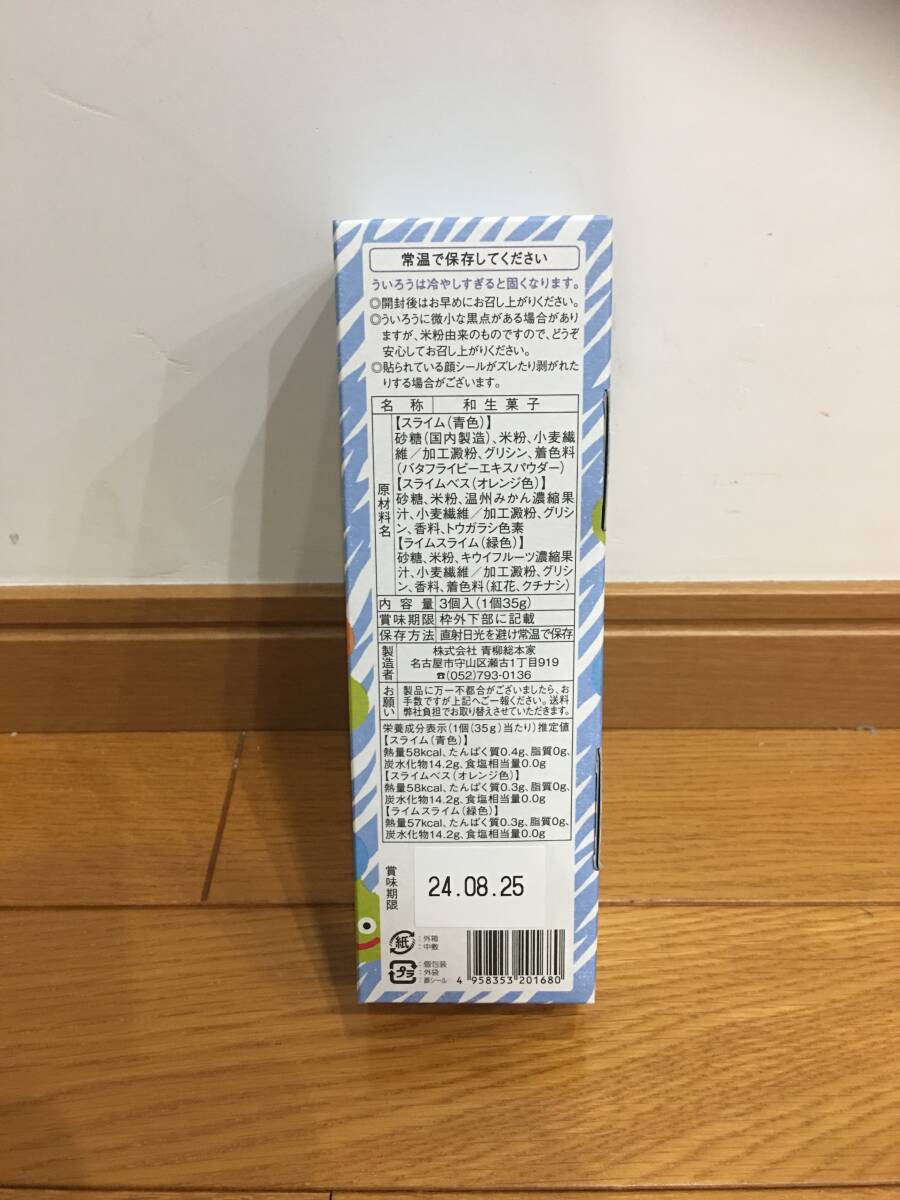 常温で保存してください
ういろうは冷やしすぎると固くなります。
◎開封後はお早めにお召し上がりください。
◎ういろうに微小な黒点がある場合があり
ますが、米粉由来のものですので、どうぞ
安心してお召し上がりください。
◎貼られている顔シールがズレたり剥がれた
りする場合がございます。
名称 和生菓子
原材料名
【スライム(青色)】
砂糖(国内製造)、米粉、小麦繊
維/加工澱粉、グリシン、着色料
(バタフライピーエキスパウダー)
【スライムベス(オレンジ色)】
砂糖、米粉、温州みかん濃縮果
汁、小麦繊維/加工澱粉、グリシ
ン、香料、トウガラシ色素
【ライムスライム(緑色)】
砂糖、米粉、キウイフルーツ濃縮果
汁、小麦繊維/加工澱粉、グリシ
ン、香料、着色料(紅花、クチナシ)
内容量 3個入(1個35g)
賞味期限 枠外下部に記載
保存方法 直射日光を避け常温で保存
製造者
株式会社 青柳総本家
名古屋市守山区瀬古1丁目919
☎(052)793-0136
お願い
製品に万一不都合がございましたら、お
手数ですが上記へご一報ください。送料
弊社負担でお取り替えさせていただきます。
栄養成分表示(1個(35g)当たり)推定値
【スライム(青色)】
熱量58kcal、たんぱく質0.4g、脂質0g、
炭水化物14.2g、食塩相当量0.0g
【スライムベス(オレンジ色)】
熱量58kcal、たんぱく質0.3g、脂質0g、
炭水化物14.2g、食塩相当量0.0g
【ライムスライム(緑色)】
熱量57kcal、たんぱく質0.3g、脂質0g、
炭水化物14.2g、食塩相当量0.0g
賞味期限
24.08.25
紙
:外箱
:中敷
プラ
:個包装
:外袋
:蓋シール
4 958353 201680